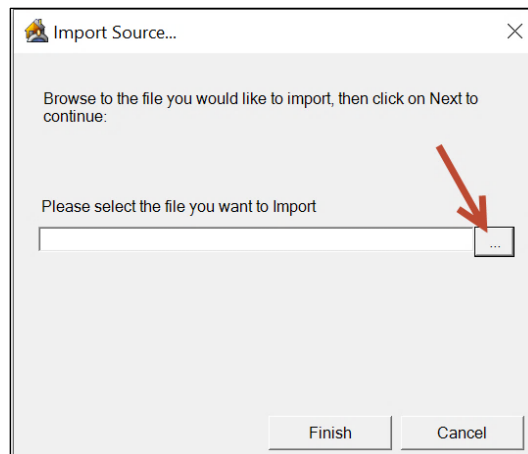 Import Source...
Browse to the file you would like to import, then click on Next to
continue:
Please select the file you want to Import
...
Finish
Cancel